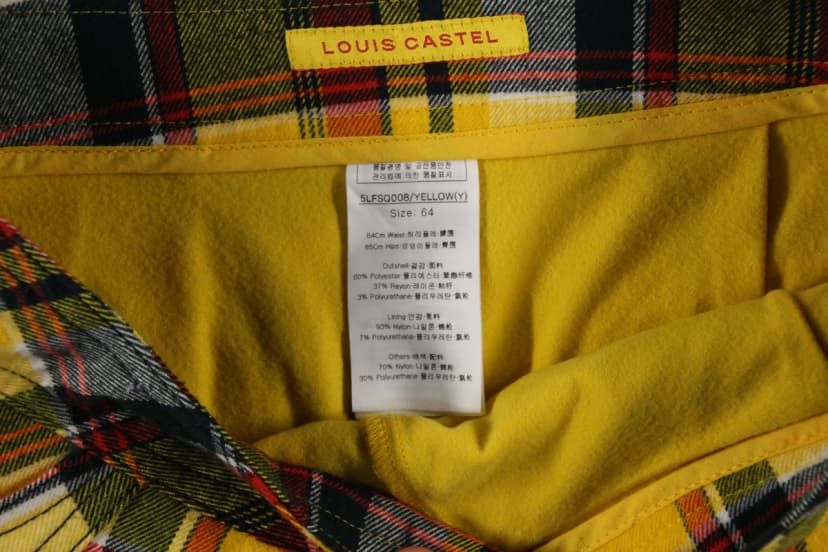 LOUIS CASTEL
품질경영 및 공산품안전
관리법에 의한 품질표시
5LFSQ008/YELLOW(Y)
Size: 64
64Cm Waist·허리둘레·腰围
85Cm Hips·엉덩이둘레·臀围
Outshell·겉감·面料
60% Polyester·폴리에스터·聚酯纤维
37% Rayon·레이온·粘纤
3% Polyurethane·폴리우레탄·氨纶
Lining·안감·里料
93% Nylon·나일론·锦纶
7% Polyurethane·폴리우레탄·氨纶
Others·배색·配料
70% Nylon·나일론·锦纶
30% Polyurethane·폴리우레탄·氨纶